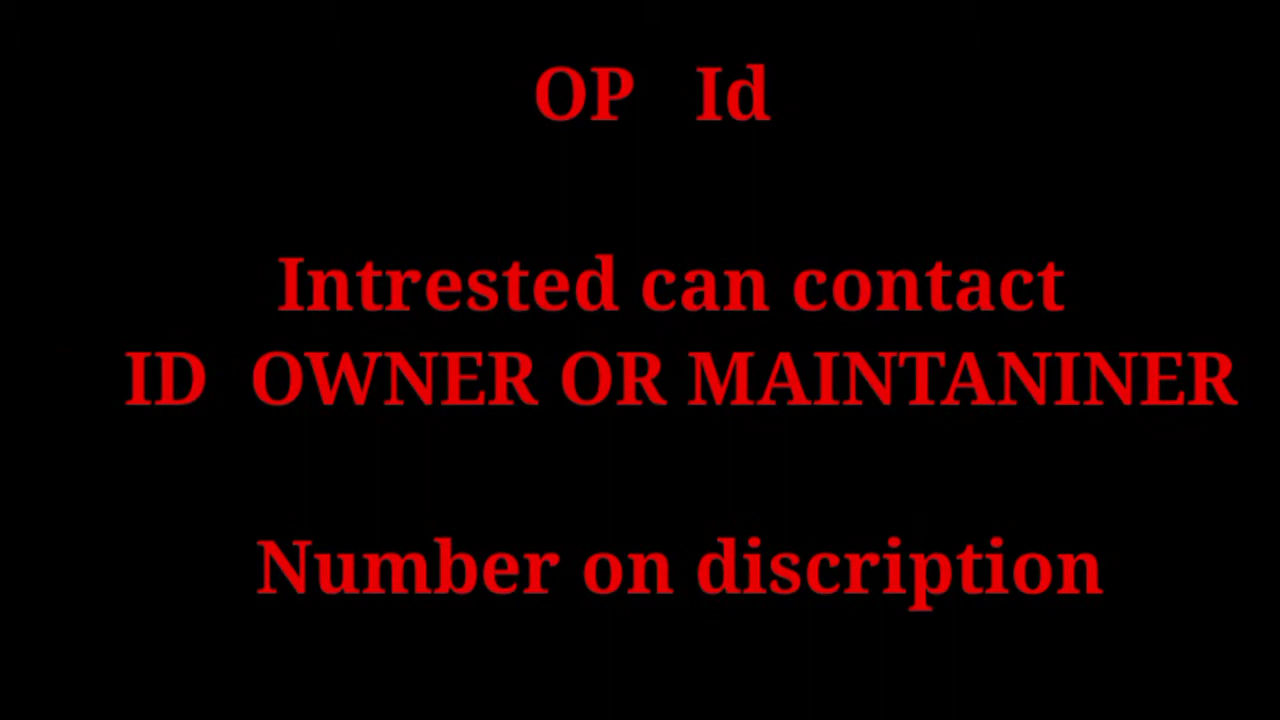 OP Id
Intrested can contact
ID OWNER OR MAINTANINER
Number on discription